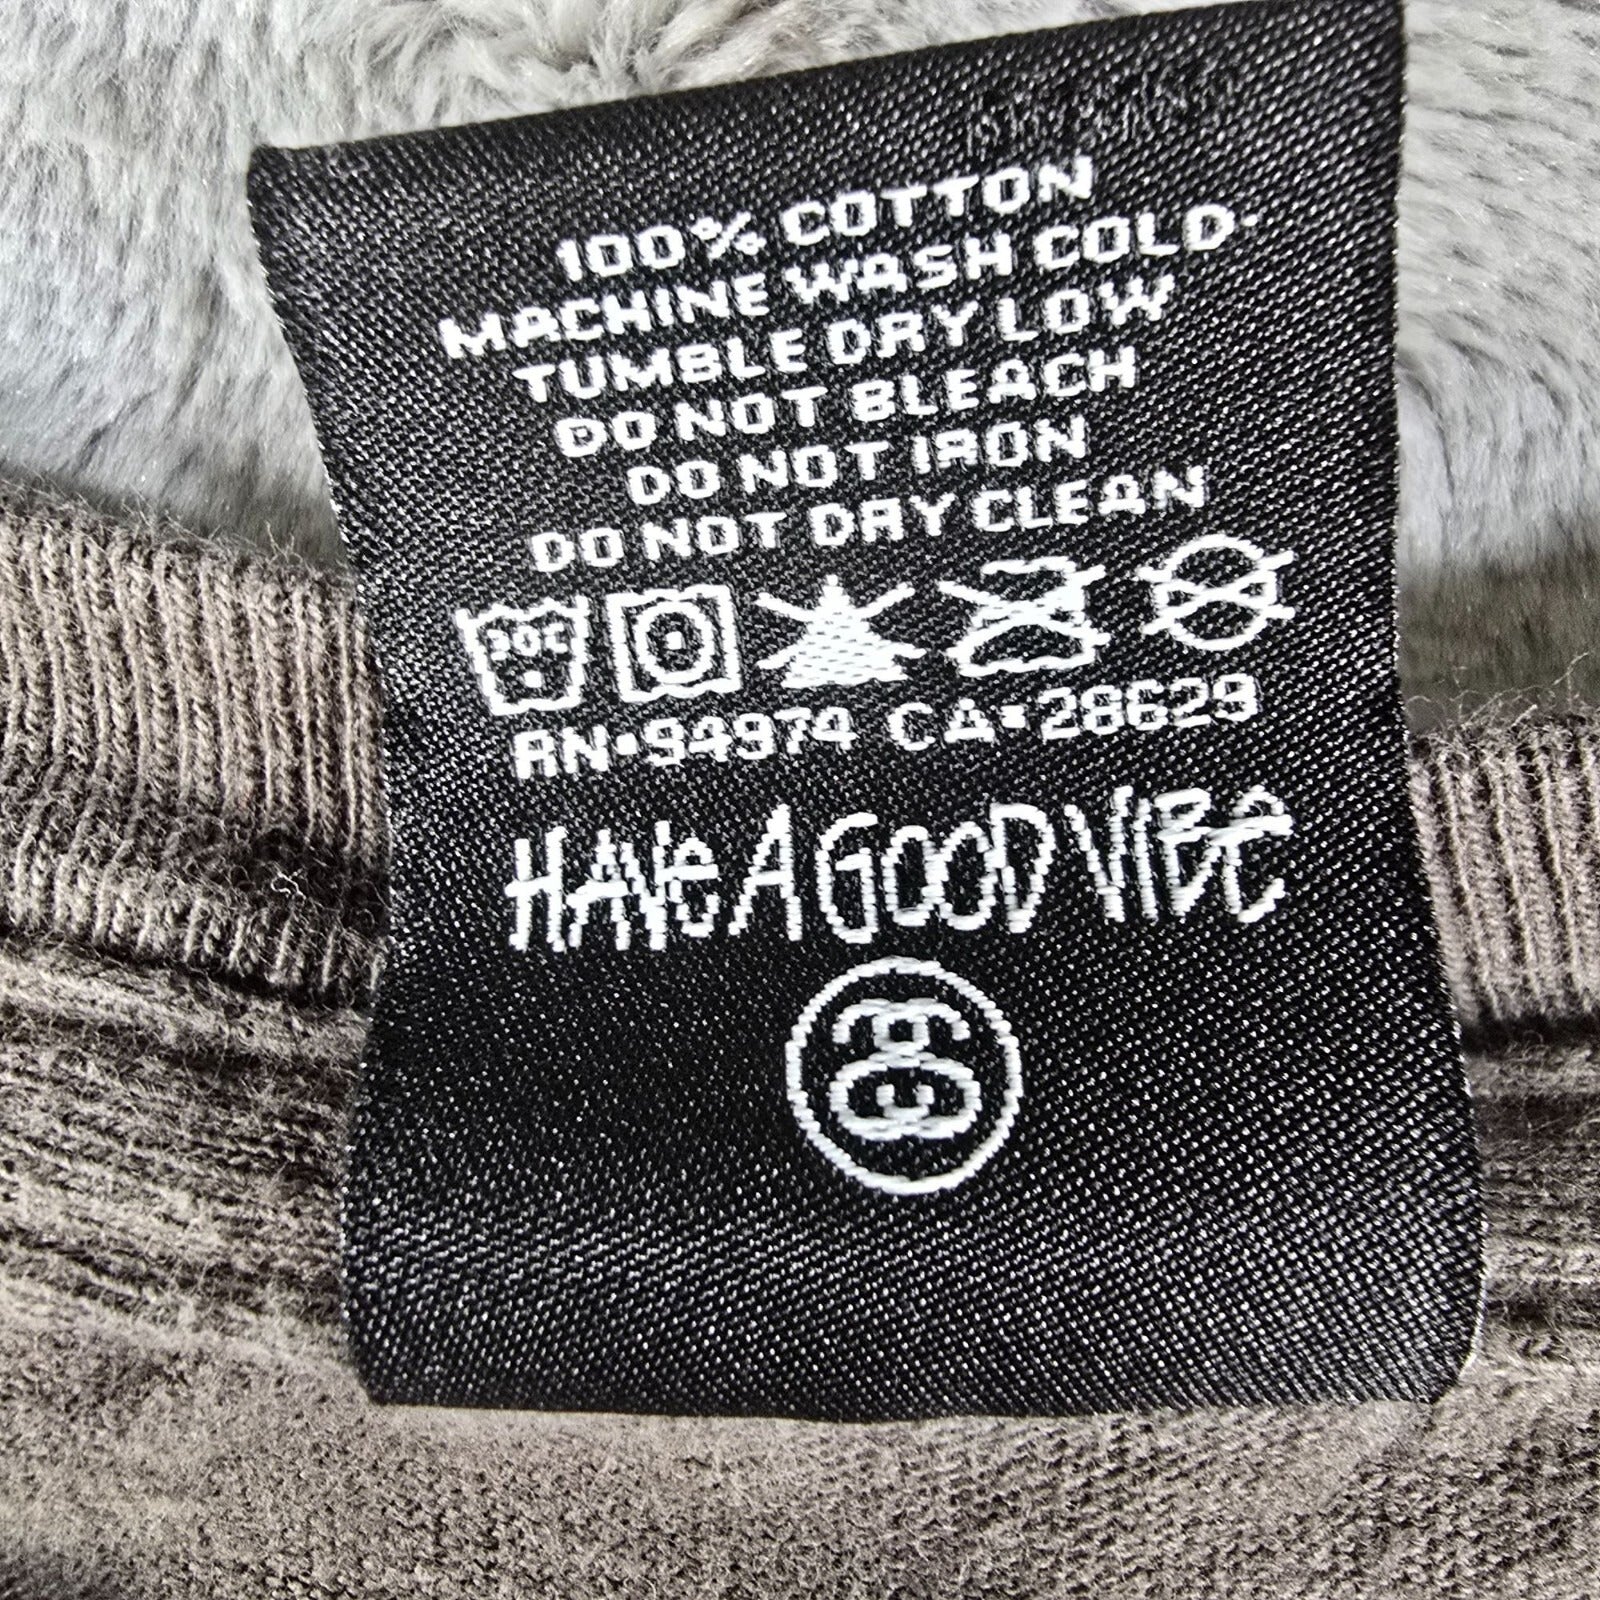 100% COTTON
MACHINE WASH COLD·
TUMBLE DRY LOW
DO NOT BLEACH
DO NOT IRON
DO NOT DRY CLEAN
30C
RN·94974 CA·28629
HAVE A GOOD VIBE